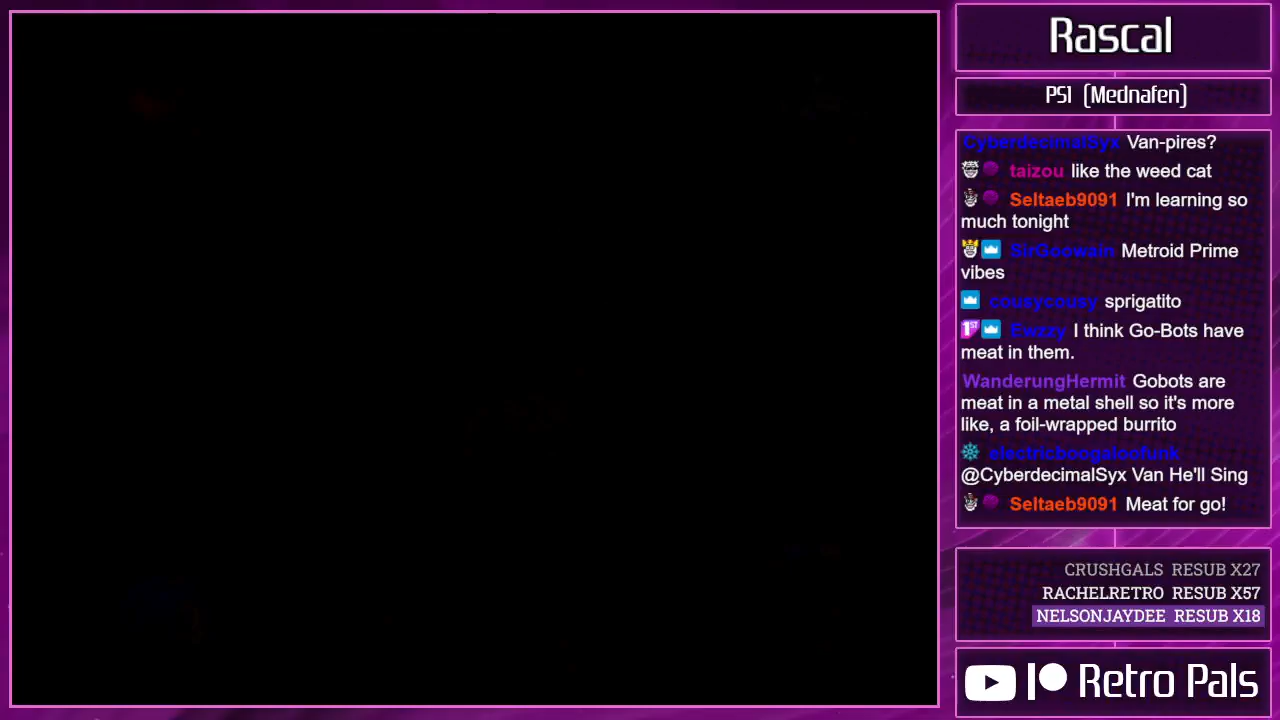 Rascal
PS1 (Mednafen)
CyberdecimalSyx Van-pires?
taizou like the weed cat
Seltaeb9091 I'm learning so
much tonight
SirGoowain Metroid Prime
vibes
cousycousy sprigatito
1ST Ewzzy I think Go-Bots have
meat in them.
WanderungHermit Gobots are
meat in a metal shell so it's more
like, a foil-wrapped burrito
electricboogaloofunk
@CyberdecimalSyx Van He'll Sing
Seltaeb9091 Meat for go!
CRUSHGALS RESUB X27
RACHELRETRO RESUB X57
NELSONJAYDEE RESUB X18
Retro Pals